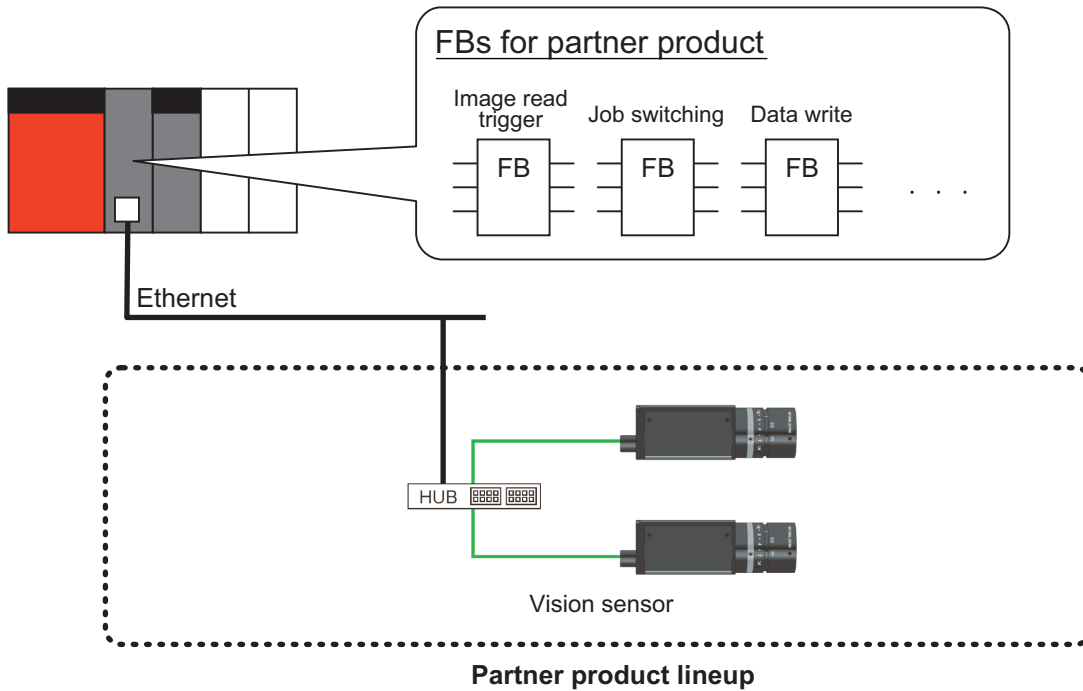 FBs for partner product
Image read
trigger
Job switching
Data write
FB
FB
FB
. . .
Ethernet
HUB
Vision sensor
Partner product lineup